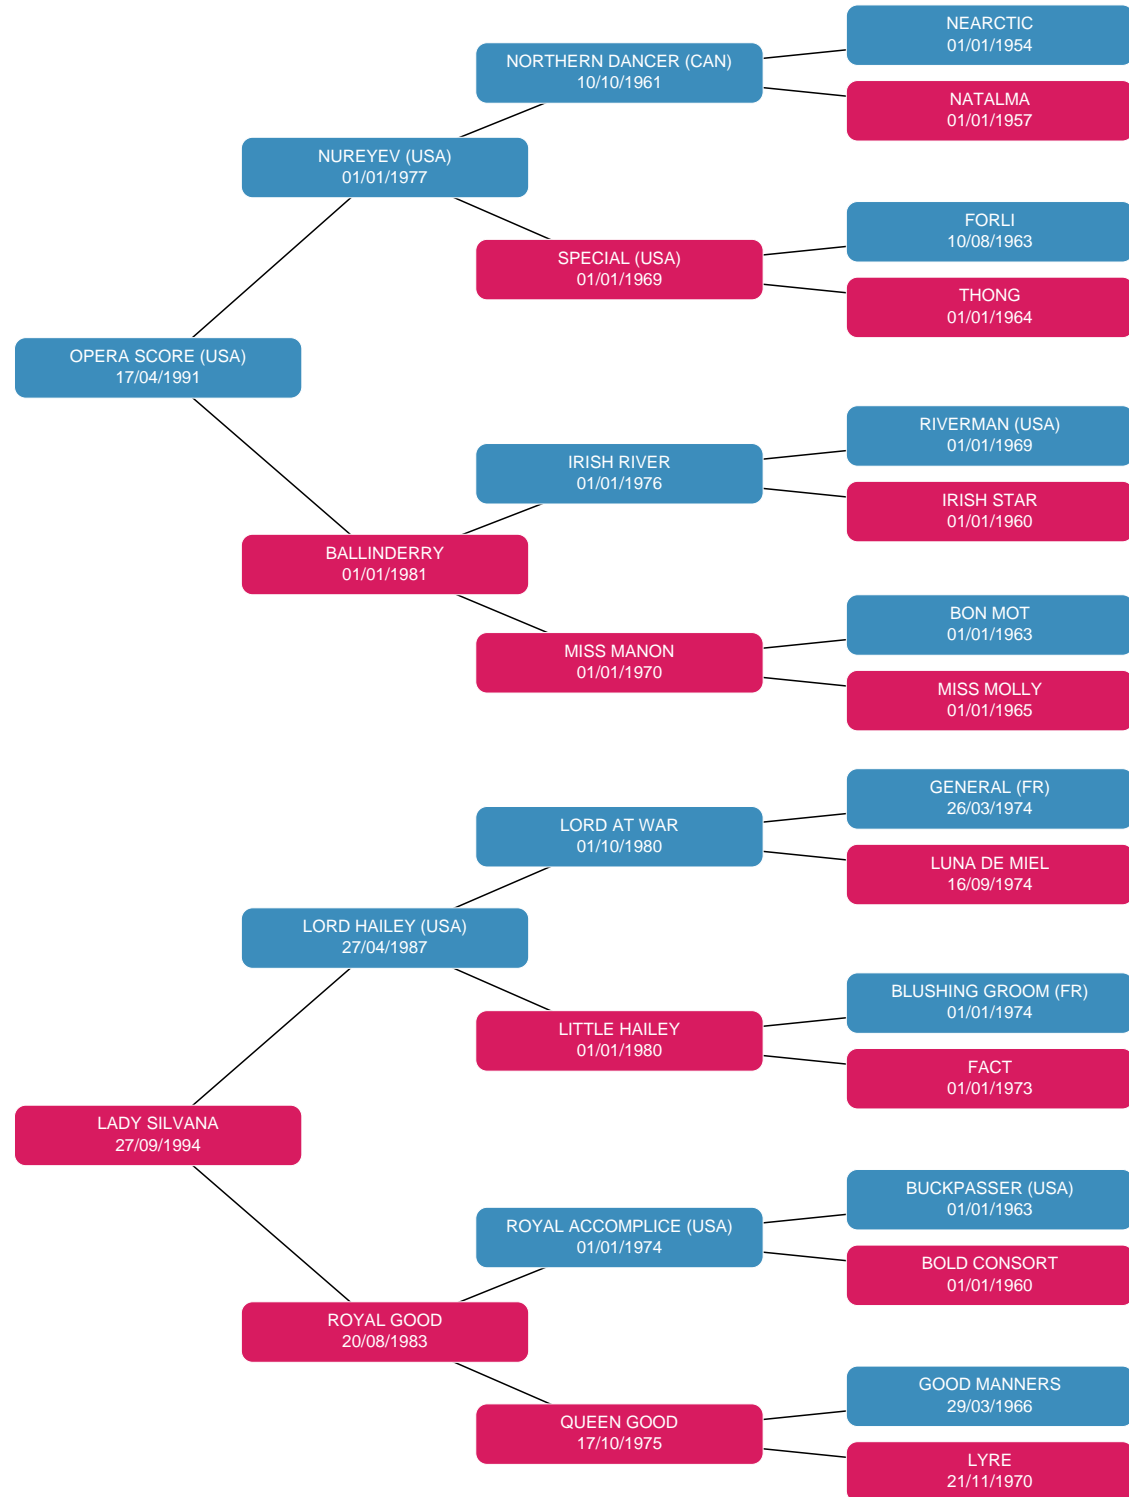 NEARCTIC
01/01/1954
NORTHERN DANCER (CAN)
10/10/1961
NATALMA
01/01/1957
NUREYEV (USA)
01/01/1977
FORLI
10/08/1963
SPECIAL (USA)
01/01/1969
THONG
01/01/1964
OPERA SCORE (USA)
17/04/1991
RIVERMAN (USA)
01/01/1969
IRISH RIVER
01/01/1976
IRISH STAR
01/01/1960
BALLINDERRY
01/01/1981
BON MOT
01/01/1963
MISS MANON
01/01/1970
MISS MOLLY
01/01/1965
GENERAL (FR)
26/03/1974
LORD AT WAR
01/10/1980
LUNA DE MIEL
16/09/1974
LORD HAILEY (USA)
27/04/1987
BLUSHING GROOM (FR)
01/01/1974
LITTLE HAILEY
01/01/1980
FACT
01/01/1973
LADY SILVANA
27/09/1994
BUCKPASSER (USA)
01/01/1963
ROYAL ACCOMPLICE (USA)
01/01/1974
BOLD CONSORT
01/01/1960
ROYAL GOOD
20/08/1983
GOOD MANNERS
29/03/1966
QUEEN GOOD
17/10/1975
LYRE
21/11/1970